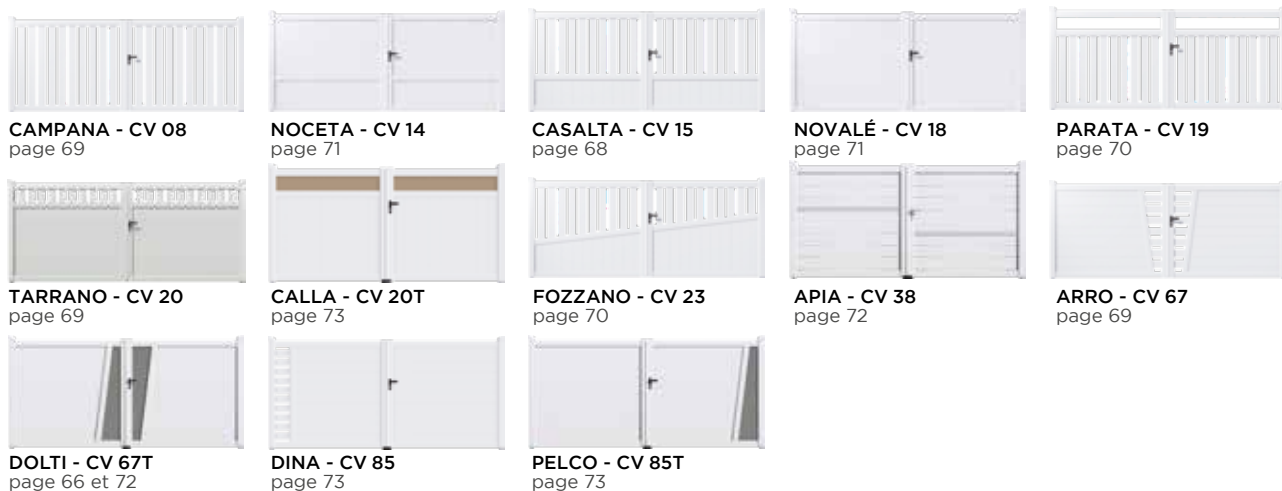 CAMPANA - CV 08
page 69
NOCETA - CV 14
page 71
CASALTA - CV 15
page 68
NOVALÉ - CV 18
page 71
PARATA - CV 19
page 70
TARRANO - CV 20
page 69
CALLA - CV 20T
page 73
FOZZANO - CV 23
page 70
APIA - CV 38
page 72
ARRO - CV 67
page 69
DOLTI - CV 67T
page 66 et 72
DINA - CV 85
page 73
PELCO - CV 85T
page 73